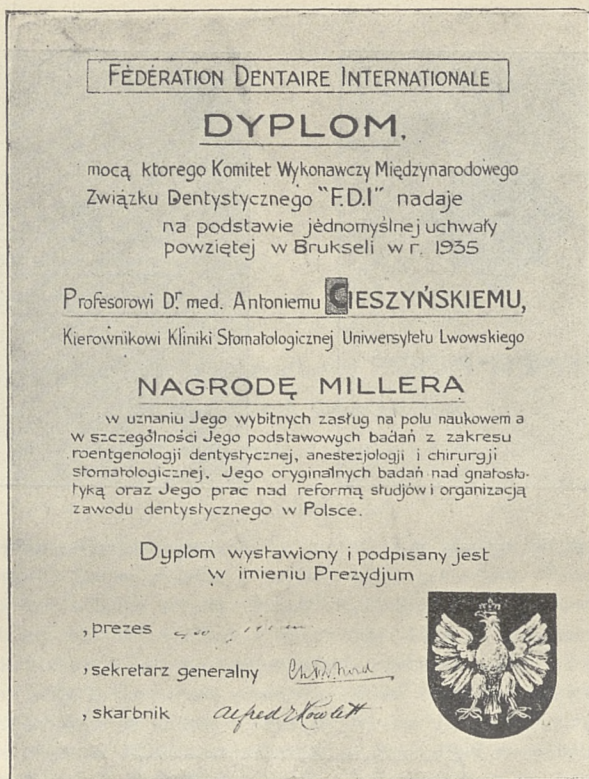 FÉDÉRATION DENTAIRE INTERNATIONALE
DYPLOM,
mocą ktorego Komitet Wykonawczy Międzynarodowego
Związku Dentystycznego "F.D.I" nadaje
na podstawie jednomyślnej uchwały
powziętej w Brukseli w r. 1935
Profesorowi Dr. med. Antoniemu CIESZYŃSKIEMU,
Kierownikowi Kliniki Stomatologicznej Uniwersytetu Lwowskiego
NAGRODĘ MILLERA
w uznaniu Jego wybitnych zasług na polu naukowem a
w szczególności Jego podstawowych badań z zakresu
roentgenologji dentystycznej, anestezjologji i chirurgji
stomatologicznej, Jego oryginalnych badań nad gnatosta-
tyką oraz Jego prac nad reformą studjów i organizacją
zawodu dentystycznego w Polsce.
Dyplom wystawiony i podpisany jest
w imieniu Prezydjum
, prezes
, sekretarz generalny Ch. F. L. Nord
, skarbnik Alfred E Rowlett